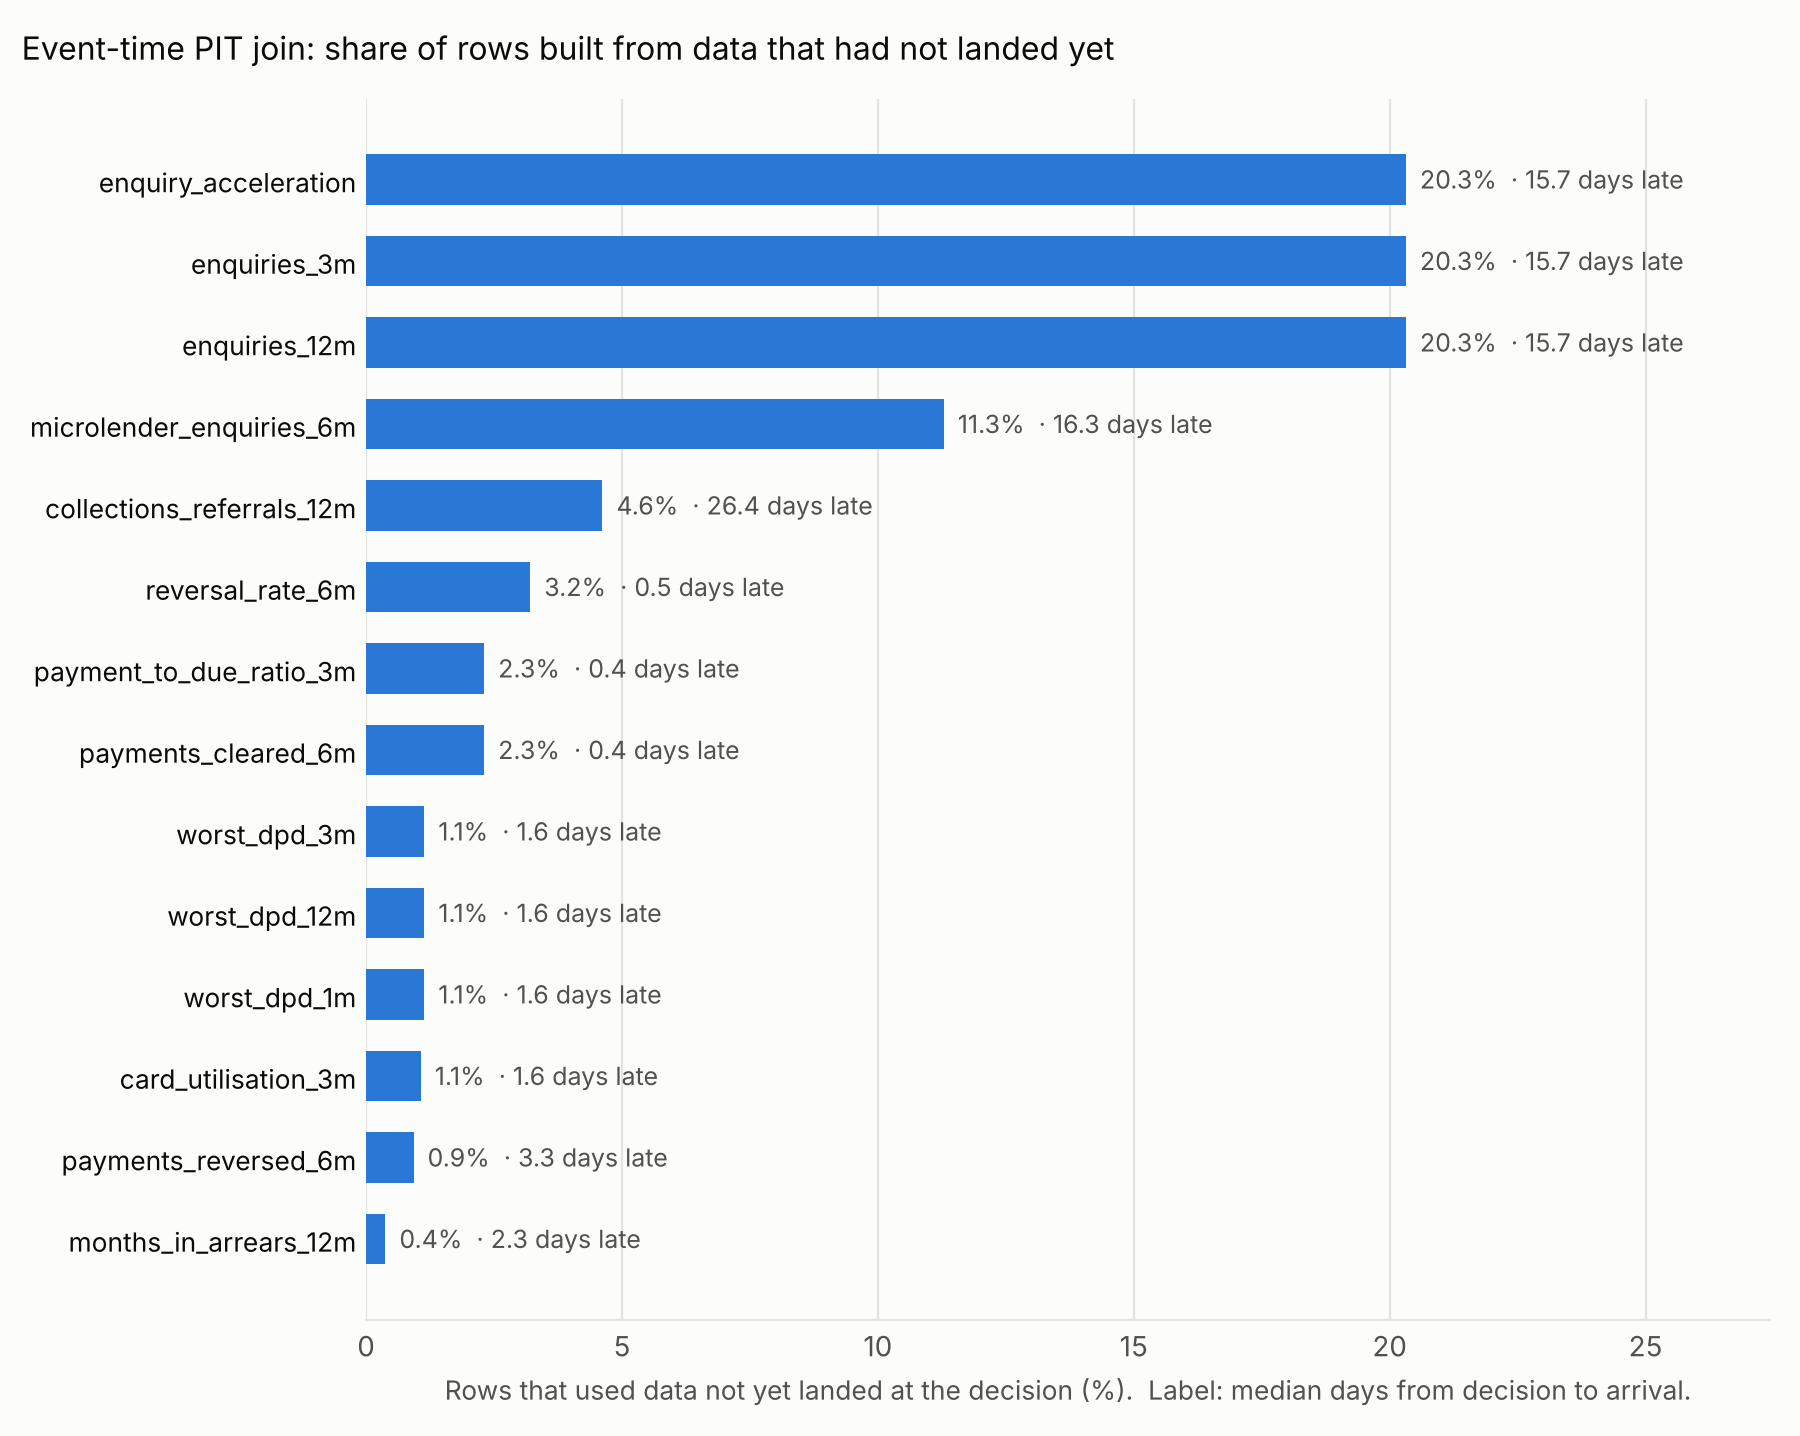 Event-time PIT join: share of rows built from data that had not landed yet
enquiry_acceleration 20.3% · 15.7 days late
enquiries_3m 20.3% · 15.7 days late
enquiries_12m 20.3% · 15.7 days late
microlender_enquiries_6m 11.3% · 16.3 days late
collections_referrals_12m 4.6% · 26.4 days late
reversal_rate_6m 3.2% · 0.5 days late
payment_to_due_ratio_3m 2.3% · 0.4 days late
payments_cleared_6m 2.3% · 0.4 days late
worst_dpd_3m 1.1% · 1.6 days late
worst_dpd_12m 1.1% · 1.6 days late
worst_dpd_1m 1.1% · 1.6 days late
card_utilisation_3m 1.1% · 1.6 days late
payments_reversed_6m 0.9% · 3.3 days late
months_in_arrears_12m 0.4% · 2.3 days late
0 5 10 15 20 25
Rows that used data not yet landed at the decision (%). Label: median days from decision to arrival.